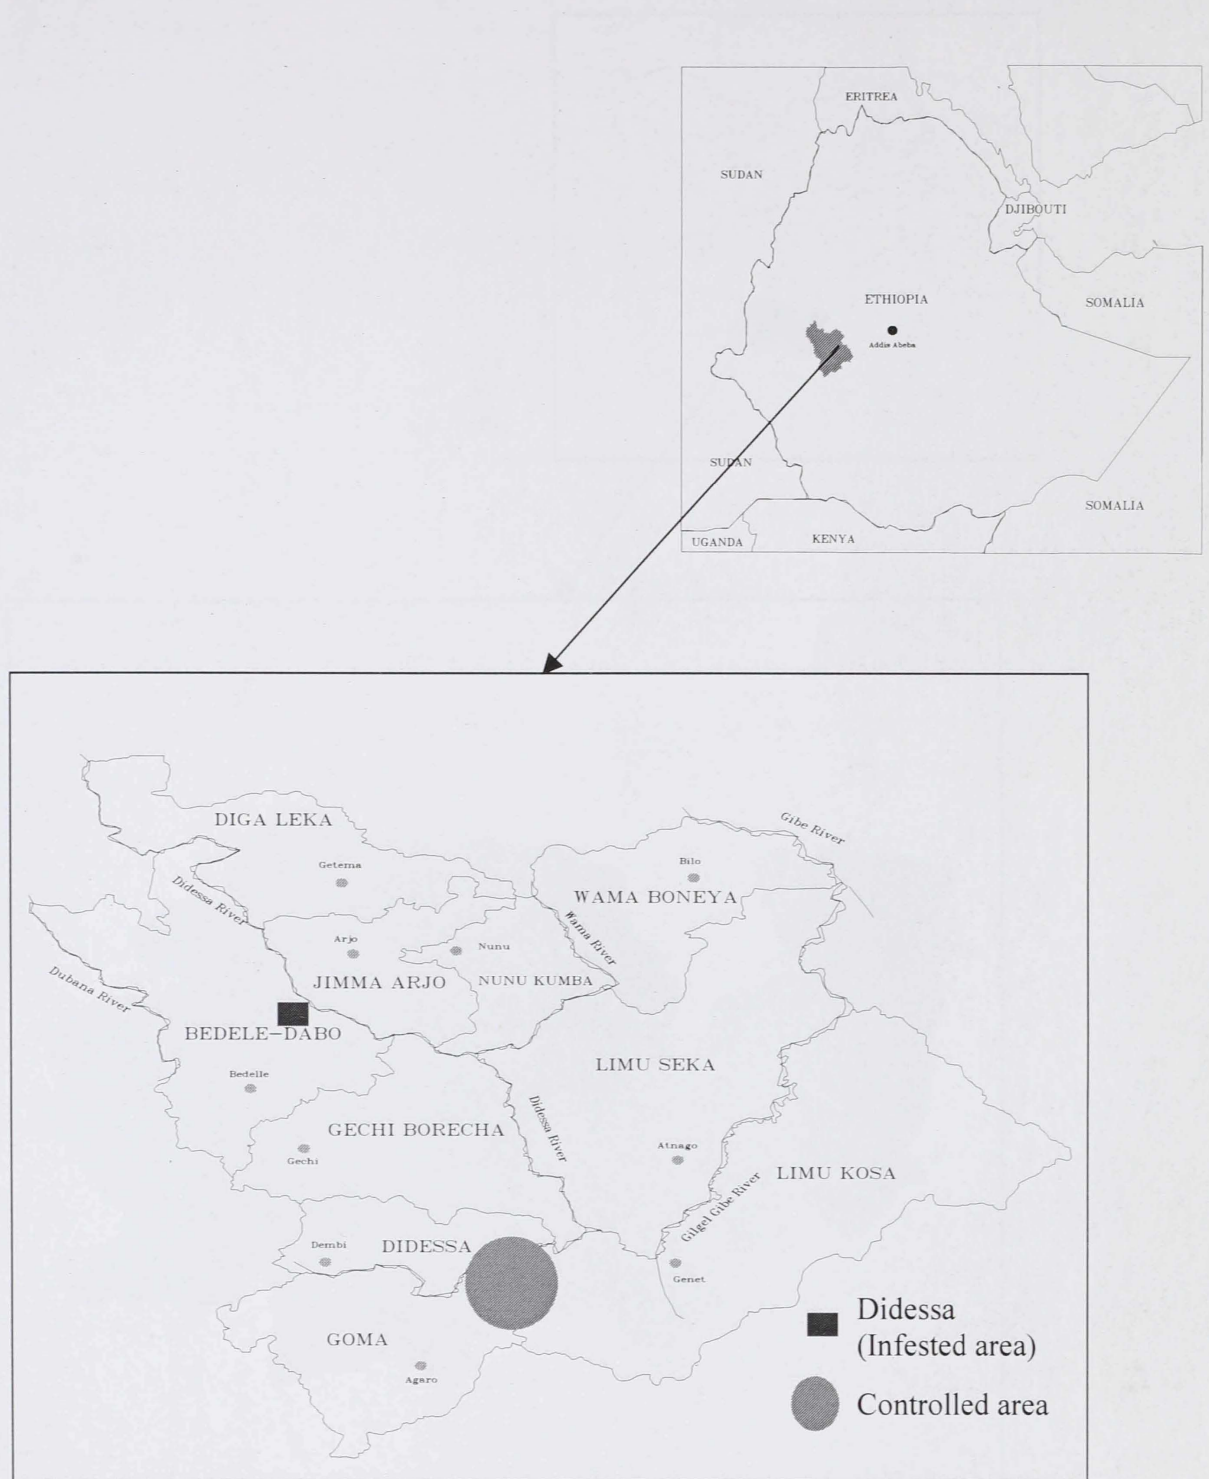 ERITREA
SUDAN
DJIBOUTI
ETHIOPIA
SOMALIA
Addis Abeba
SUDAN
SOMALIA
UGANDA
KENYA
DIGA LEKA
Gibe River
Getema
Bilo
Didessa River
WAMA BONEYA
Wama River
Arjo
Nunu
Dubana River
JIMMA ARJO
NUNU KUMBA
BEDELE-DABO
LIMU SEKA
Bedelle
Didessa River
GECHI BORECHA
Atnago
Gechi
LIMU KOSA
Gilgel Gibe River
Dembi
DIDESSA
Genet
Didessa
(Infested area)
GOMA
Agaro
Controlled area